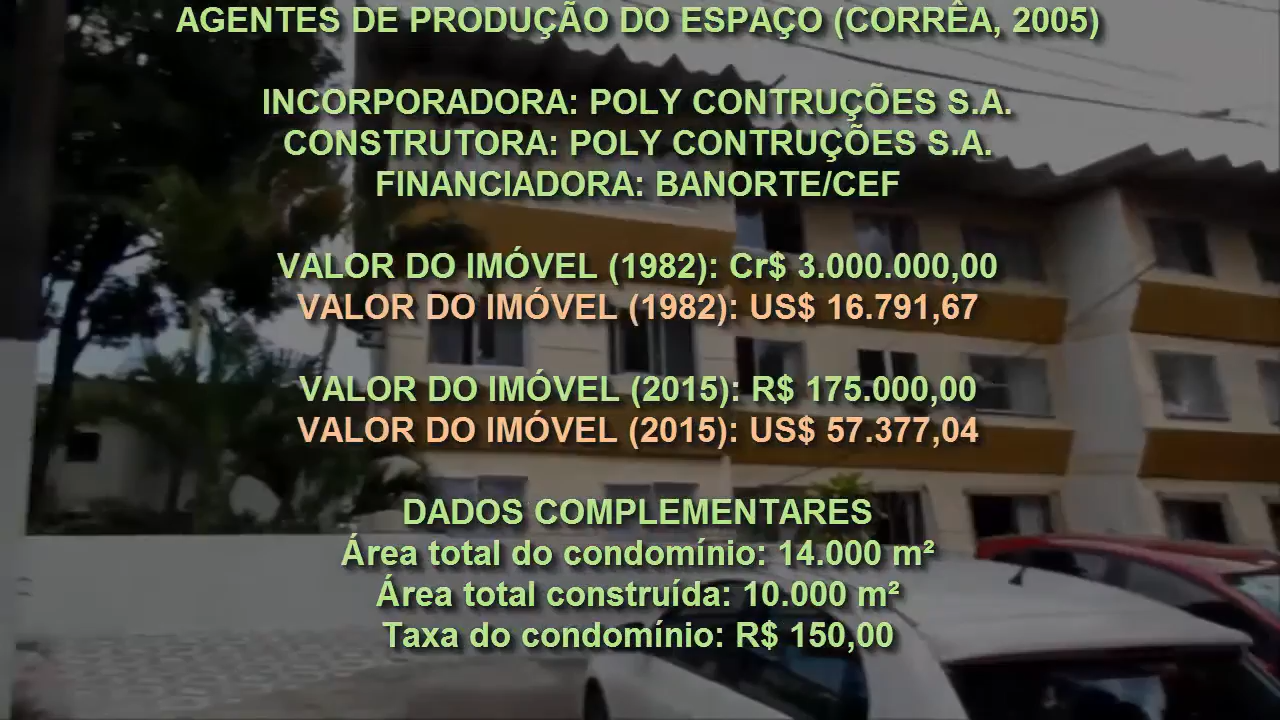 AGENTES DE PRODUÇÃO DO ESPAÇO (CORRÊA, 2005)
INCORPORADORA: POLY CONTRUÇÕES S.A.
CONSTRUTORA: POLY CONTRUÇÕES S.A.
FINANCIADORA: BANORTE/CEF
VALOR DO IMÓVEL (1982): Cr$ 3.000.000,00
VALOR DO IMÓVEL (1982): US$ 16.791,67
VALOR DO IMÓVEL (2015): R$ 175.000,00
VALOR DO IMÓVEL (2015): US$ 57.377,04
DADOS COMPLEMENTARES
Área total do condomínio: 14.000 m²
Área total construída: 10.000 m²
Taxa do condomínio: R$ 150,00